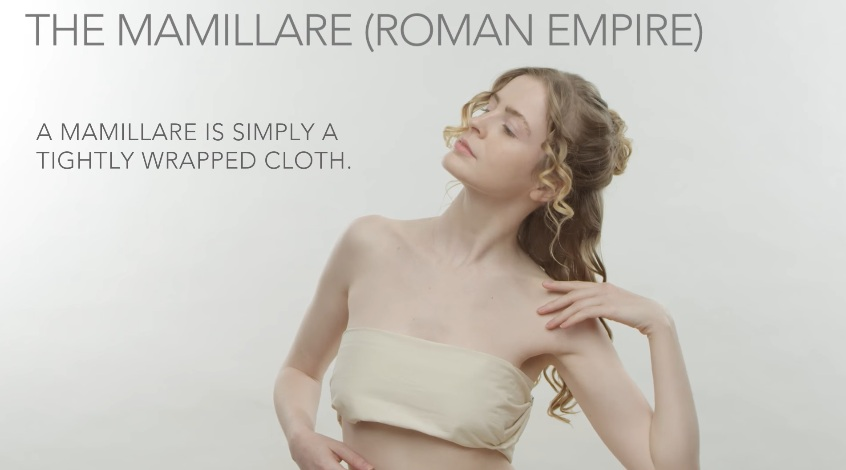 THE MAMILLARE (ROMAN EMPIRE)
A MAMILLARE IS SIMPLY A
TIGHTLY WRAPPED CLOTH.